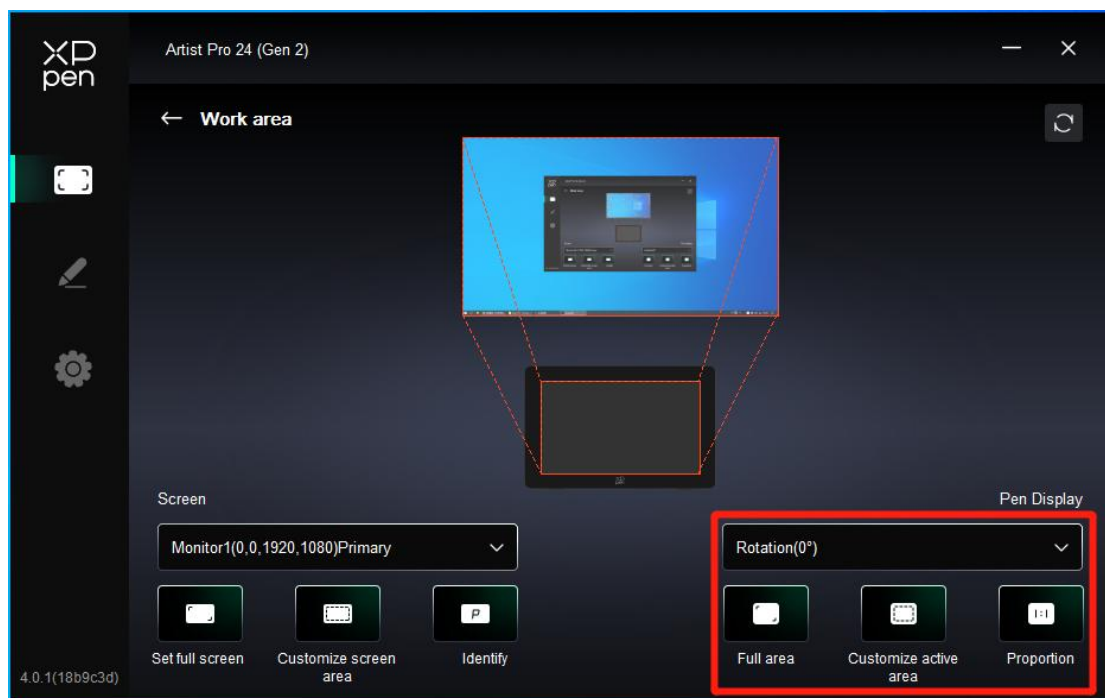 XP
pen
Artist Pro 24 (Gen 2)
Work area
Screen
Pen Display
Monitor1(0,0,1920,1080)Primary
Rotation(0°)
P
1:1
Set full screen
Customize screen
area
Identify
Full area
Customize active
area
Proportion
4.0.1(18b9c3d)